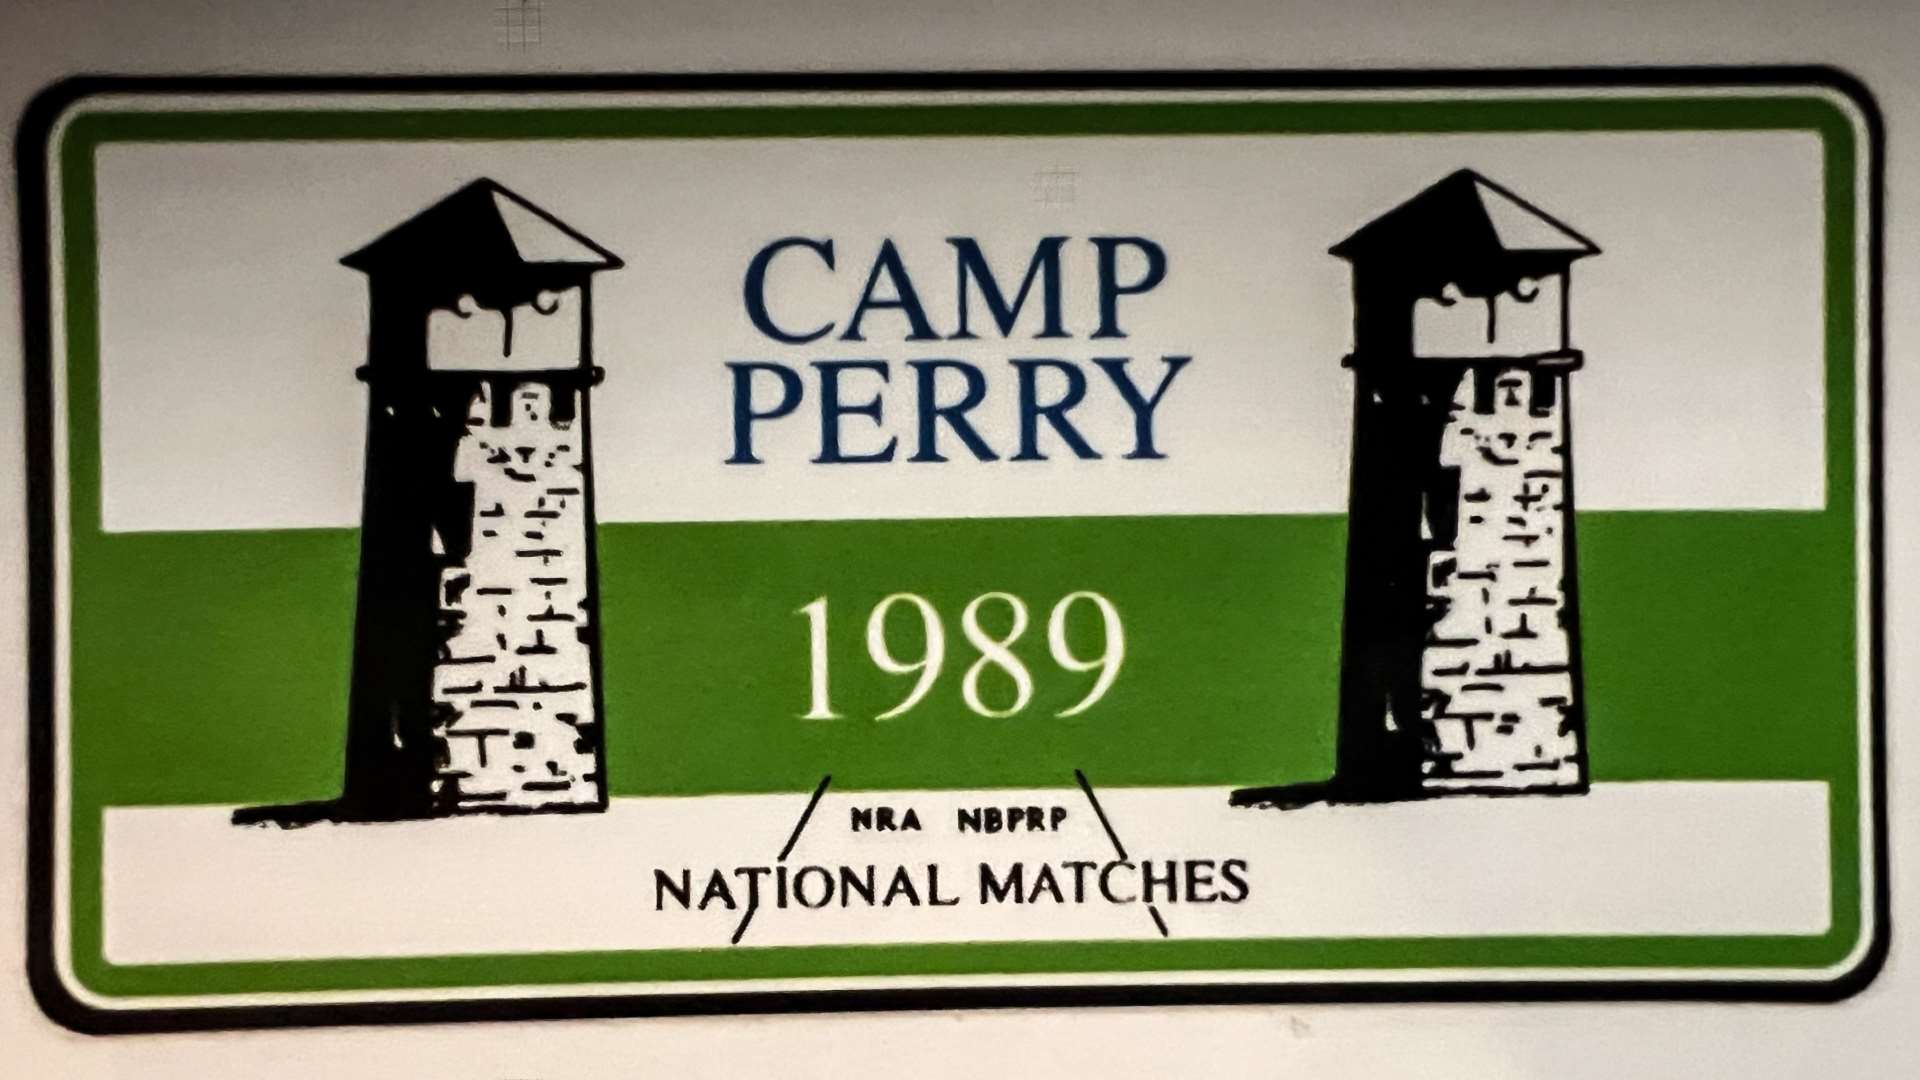 CAMP
PERRY
1989
NRA NBPRP
NATIONAL MATCHES